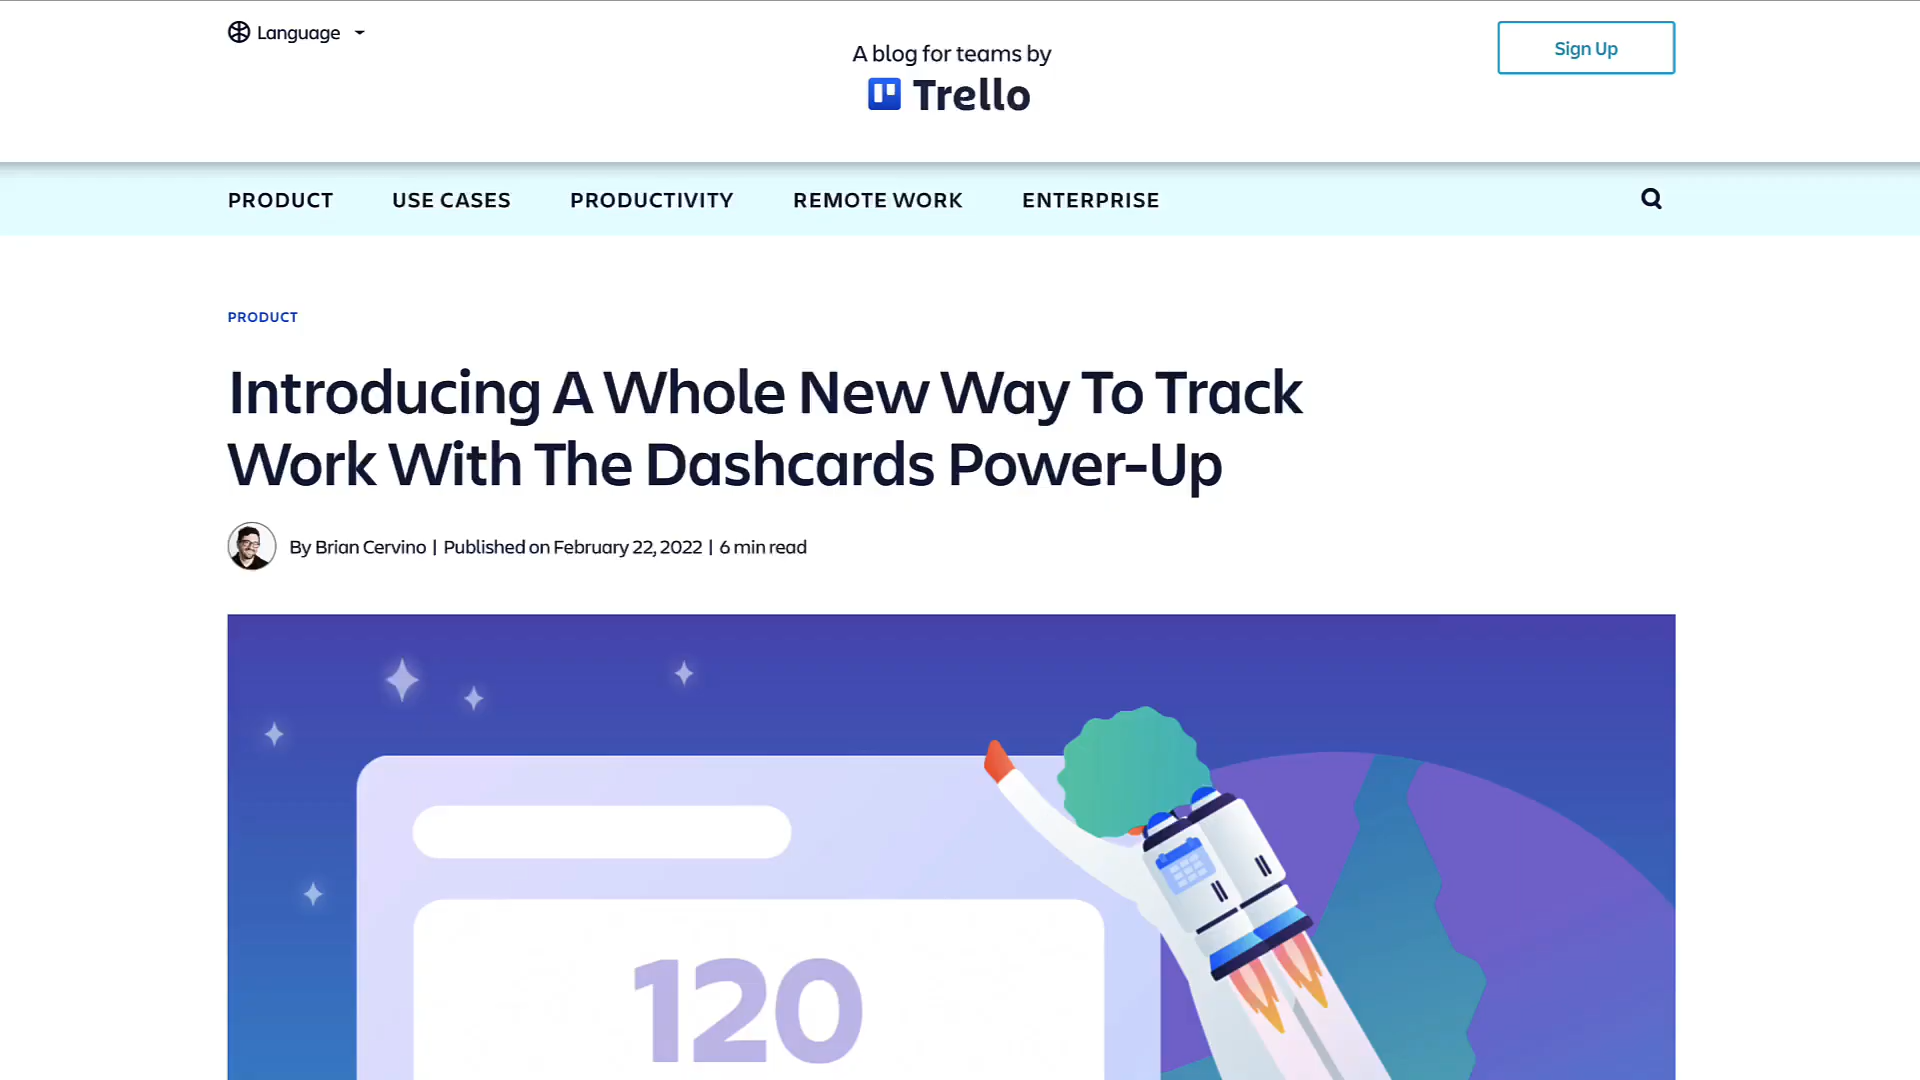 Language
A blog for teams by
Trello
Sign Up
PRODUCT USE CASES PRODUCTIVITY REMOTE WORK ENTERPRISE
PRODUCT
Introducing A Whole New Way To Track
Work With The Dashcards Power-Up
By Brian Cervino | Published on February 22, 2022 | 6 min read
120